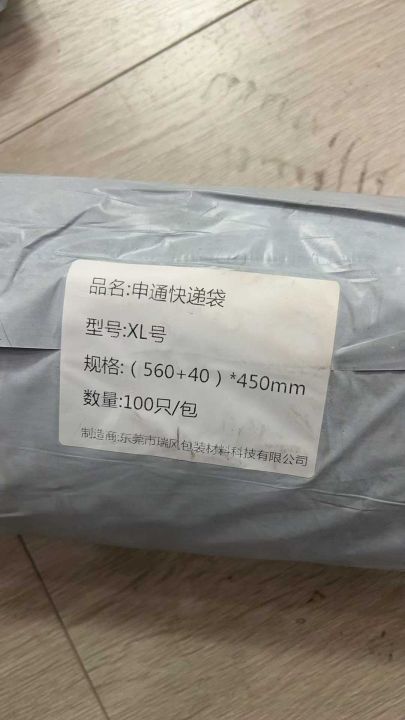 品名:申通快递袋
型号:XL号
规格:(560+40)*450mm
数量:100只/包
制造商:东莞市瑞风包装材料科技有限公司